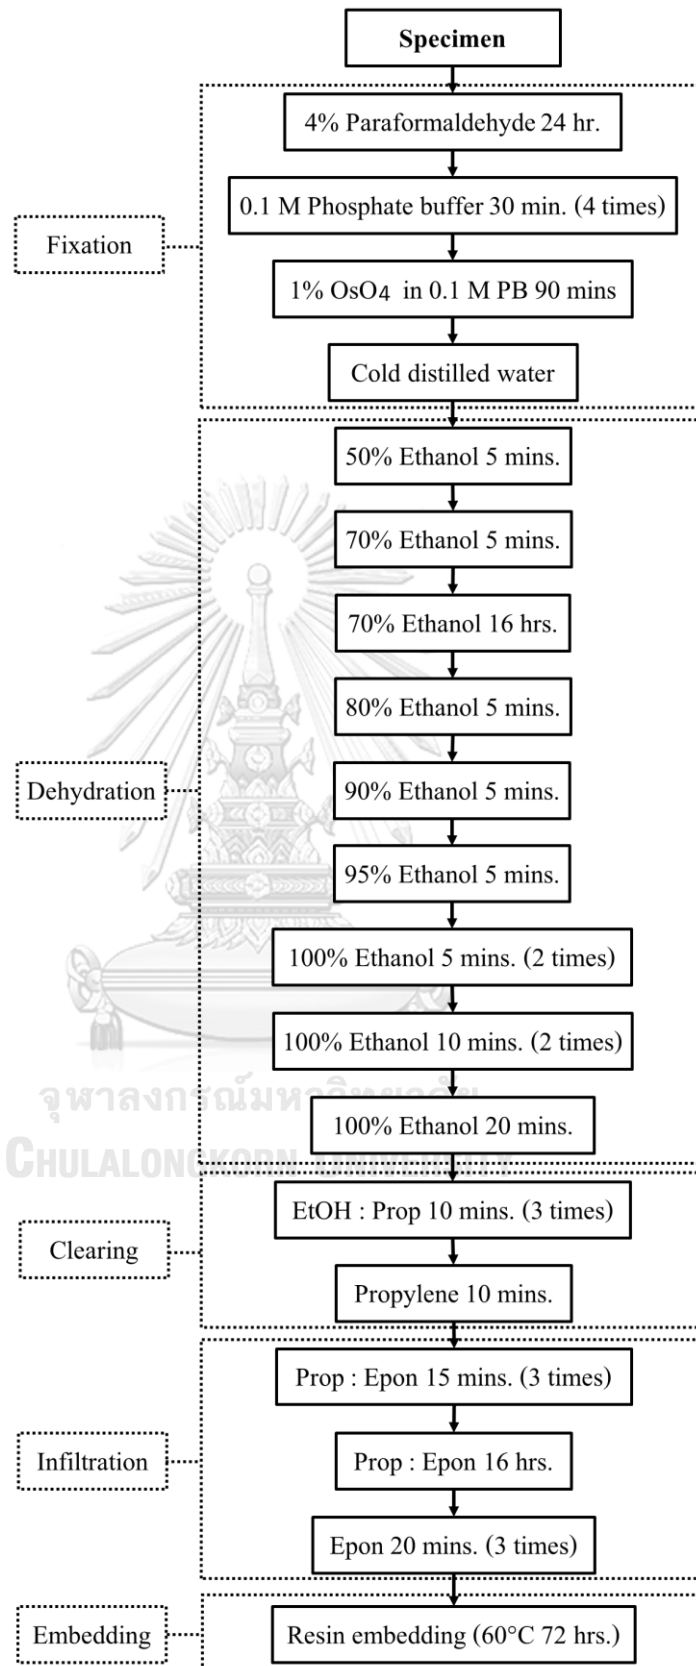 Specimen
4% Paraformaldehyde 24 hr.
0.1 M Phosphate buffer 30 min. (4 times)
Fixation
1% OsO4 in 0.1 M PB 90 mins
Cold distilled water
50% Ethanol 5 mins.
70% Ethanol 5 mins.
70% Ethanol 16 hrs.
80% Ethanol 5 mins.
Dehydration
90% Ethanol 5 mins.
95% Ethanol 5 mins.
100% Ethanol 5 mins. (2 times)
100% Ethanol 10 mins. (2 times)
จุฬาลงกรณ์มหาวิทยาลัย
100% Ethanol 20 mins.
CHULALONGKORN UNIVERSITY
EtOH : Prop 10 mins. (3 times)
Clearing
Propylene 10 mins.
Prop : Epon 15 mins. (3 times)
Infiltration
Prop : Epon 16 hrs.
Epon 20 mins. (3 times)
Embedding
Resin embedding (60°C 72 hrs.)